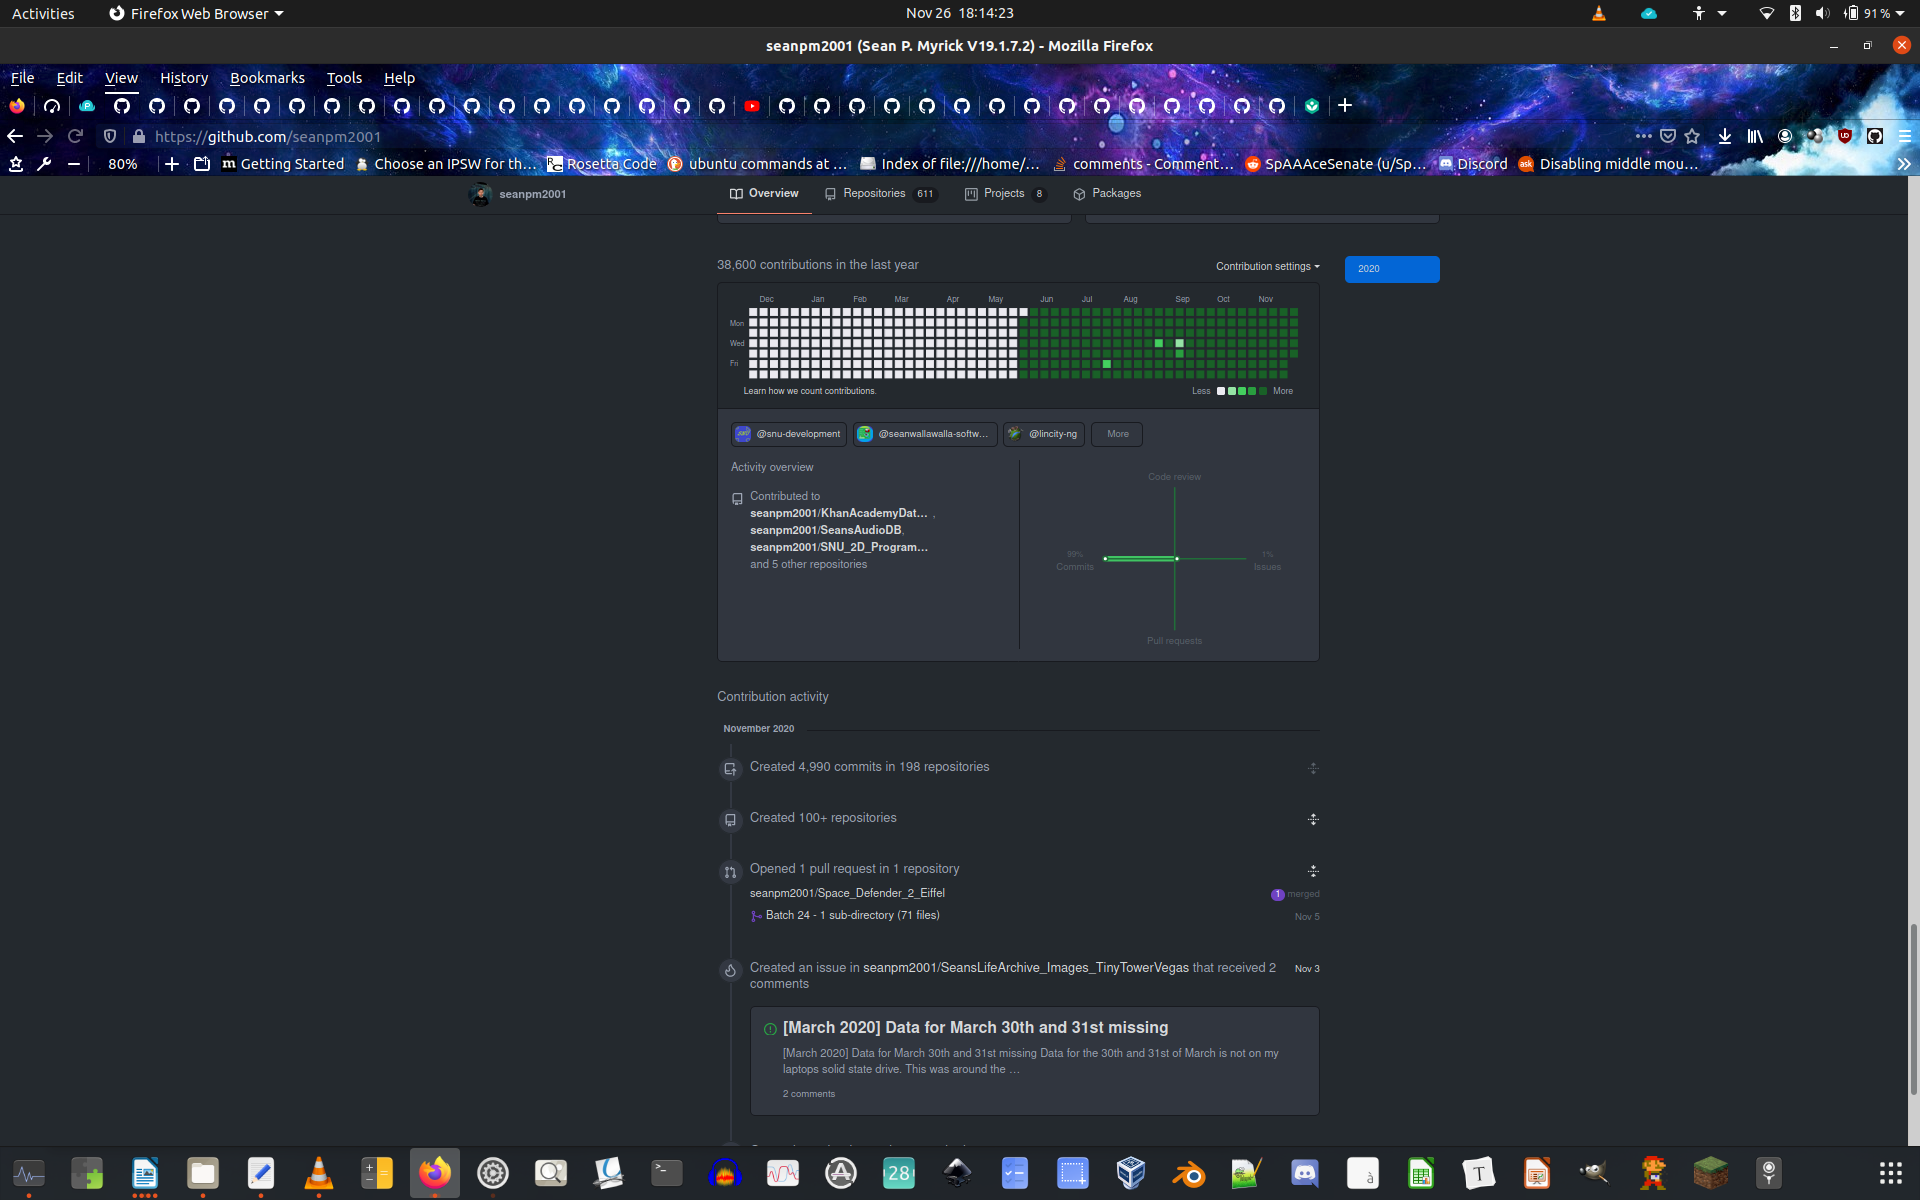 Activities
Firefox Web Browser
Nov 26 18:14:23
91 %
seanpm2001 (Sean P. Myrick V19.1.7.2) - Mozilla Firefox
File Edit View History Bookmarks Tools Help
https://github.com/seanpm2001
80%
Getting Started
Choose an IPSW for th…
Rosetta Code
ubuntu commands at …
Index of file:///home/…
comments - Comment…
SpAAAceSenate (u/Sp…
Discord
Disabling middle mou…
seanpm2001
Overview
Repositories 611
Projects 8
Packages
38,600 contributions in the last year
Contribution settings
2020
Dec Jan Feb Mar Apr May Jun Jul Aug Sep Oct Nov
Mon
Wed
Fri
Learn how we count contributions.
Less More
@snu-development
@seanwallawalla-softw…
@lincity-ng
More
Activity overview
Contributed to
seanpm2001/KhanAcademyDat… ,
seanpm2001/SeansAudioDB,
seanpm2001/SNU_2D_Program…
and 5 other repositories
Code review
99%
Commits
1%
Issues
Pull requests
Contribution activity
November 2020
Created 4,990 commits in 198 repositories
Created 100+ repositories
Opened 1 pull request in 1 repository
seanpm2001/Space_Defender_2_Eiffel
1 merged
Batch 24 - 1 sub-directory (71 files)
Nov 5
Created an issue in seanpm2001/SeansLifeArchive_Images_TinyTowerVegas that received 2
comments
Nov 3
[March 2020] Data for March 30th and 31st missing
[March 2020] Data for March 30th and 31st missing Data for the 30th and 31st of March is not on my
laptops solid state drive. This was around the …
2 comments
28